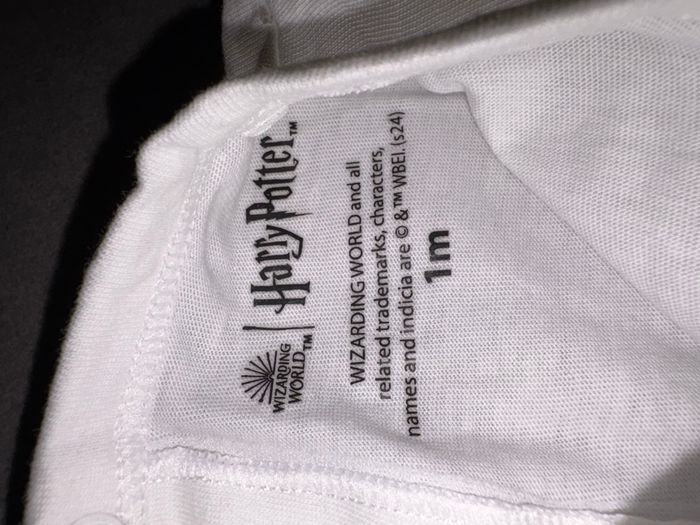 WIZARDING
WORLD™ | Harry Potter™
WIZARDING WORLD and all
related trademarks, characters,
names and indicia are © & ™ WBEI. (s24)
1m